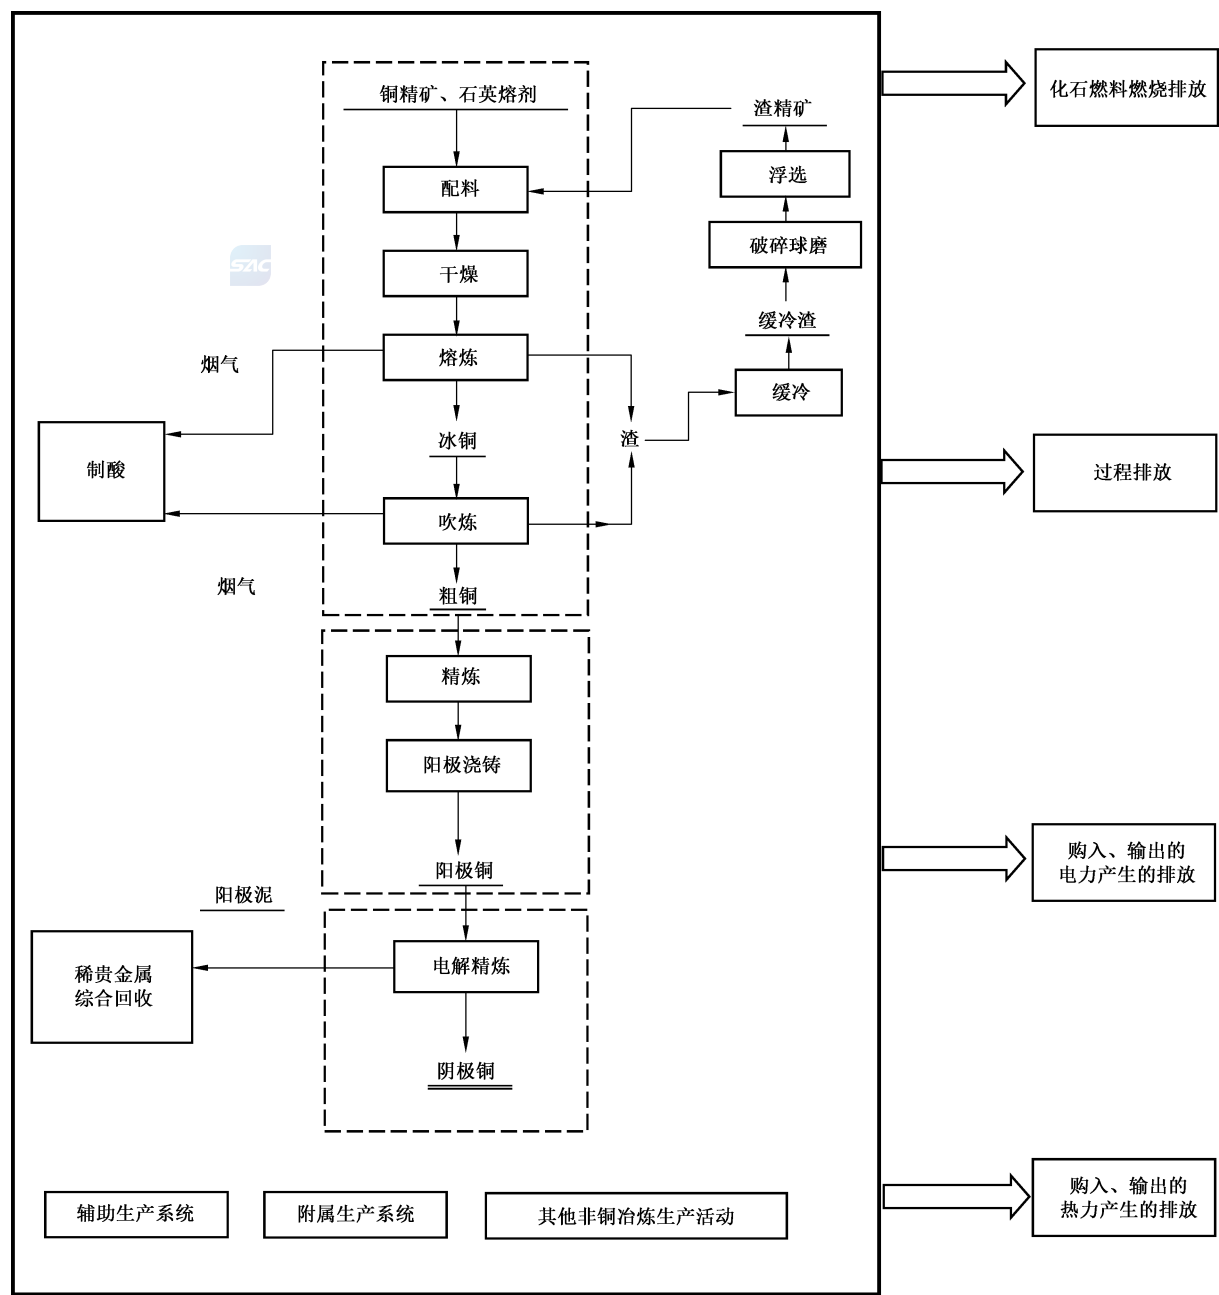 铜精矿、石英熔剂
渣精矿
化石燃料燃烧排放
配料
浮选
破碎球磨
干燥
SAC
缓冷渣
熔炼
烟气
缓冷
冰铜
渣
制酸
过程排放
吹炼
烟气
粗铜
精炼
阳极浇铸
购入、输出的
电力产生的排放
阳极铜
阳极泥
电解精炼
稀贵金属
综合回收
阴极铜
购入、输出的
热力产生的排放
辅助生产系统
附属生产系统
其他非铜冶炼生产活动